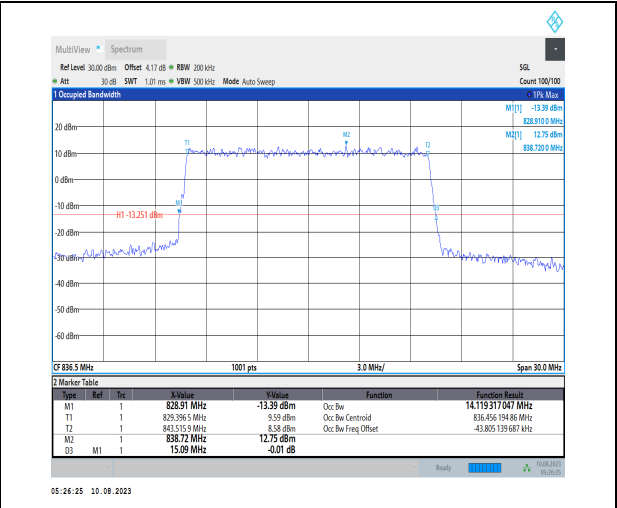 MultiView Spectrum
Ref Level 30.00 dBm Offset 4.17 dB RBW 200 kHz SGL
Att 30 dB SWT 1.01 ms VBW 500 kHz Mode Auto Sweep Count 100/100
1 Occupied Bandwidth 1Pk Max
M1[1] -13.39 dBm
828.910 0 MHz
M2[1] 12.75 dBm
838.720 0 MHz
20 dBm
M2
T1
T2
10 dBm
0 dBm
-10 dBm
M1
D3
H1 -13.251 dBm
-20 dBm
-30 dBm
-40 dBm
-50 dBm
-60 dBm
CF 836.5 MHz 1001 pts 3.0 MHz/ Span 30.0 MHz
2 Marker Table
Type Ref Trc X-Value Y-Value Function Function Result
M1 1 828.91 MHz -13.39 dBm Occ Bw 14.119 317 047 MHz
T1 1 829.396 5 MHz 9.59 dBm Occ Bw Centroid 836.456 194 86 MHz
T2 1 843.515 9 MHz 8.58 dBm Occ Bw Freq Offset -43.805 139 687 kHz
M2 1 838.72 MHz 12.75 dBm
D3 M1 1 15.09 MHz -0.01 dB
Ready 10.08.2023
05:26:25
05:26:25 10.08.2023